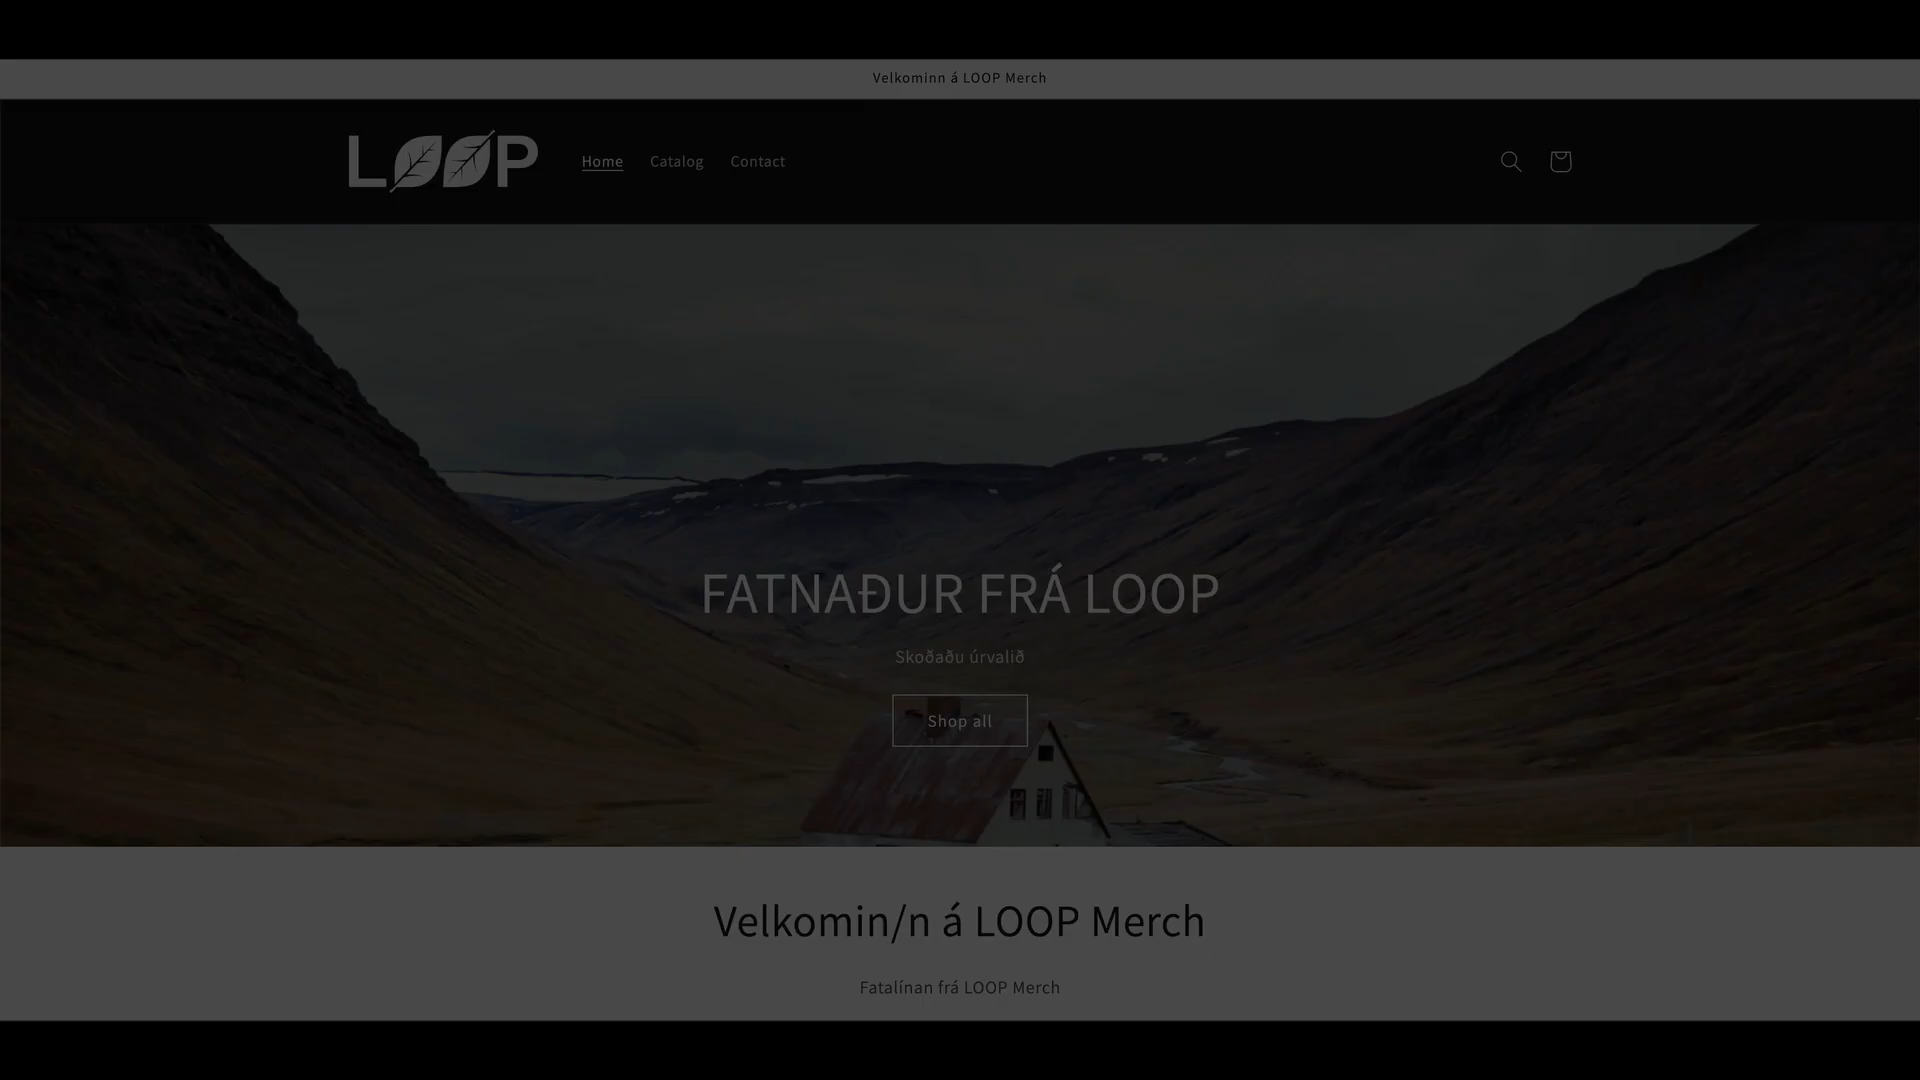 Velkominn á LOOP Merch
LOOP
Home
Catalog
Contact
FATNAÐUR FRÁ LOOP
Skoðaðu úrvalið
Shop all
Velkomin/n á LOOP Merch
Fatalínan frá LOOP Merch